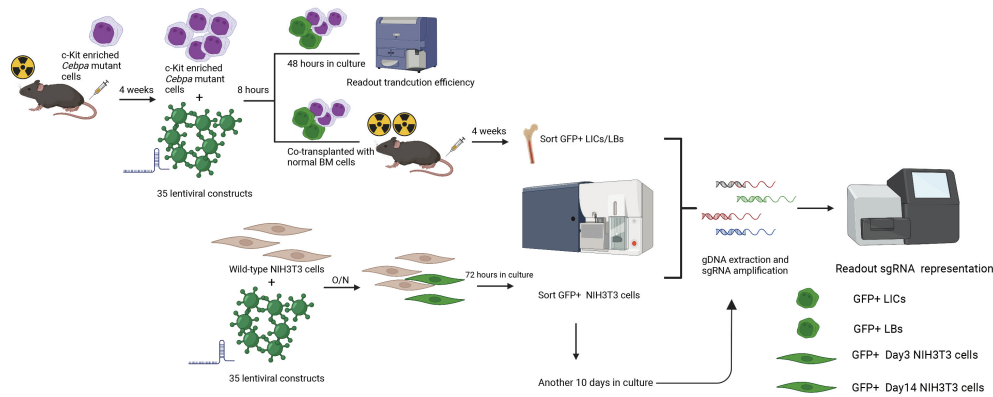 c-Kit enriched
Cebpa mutant
cells
4 weeks
c-Kit enriched
Cebpa mutant
cells
+
35 lentiviral constructs
8 hours
48 hours in culture
Readout trandcution efficiency
Co-transplanted with
normal BM cells
4 weeks
Sort GFP+ LICs/LBs
Wild-type NIH3T3 cells
+
35 lentiviral constructs
O/N
72 hours in culture
Sort GFP+ NIH3T3 cells
Another 10 days in culture
gDNA extraction and
sgRNA amplification
Readout sgRNA representation
GFP+ LICs
GFP+ LBs
GFP+ Day3 NIH3T3 cells
GFP+ Day14 NIH3T3 cells